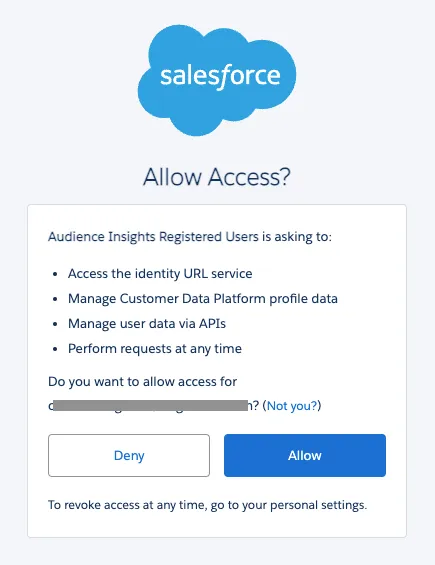 salesforce
Allow Access?
Audience Insights Registered Users is asking to:
• Access the identity URL service
• Manage Customer Data Platform profile data
• Manage user data via APIs
• Perform requests at any time
Do you want to allow access for
? (Not you?)
Deny
Allow
To revoke access at any time, go to your personal settings.